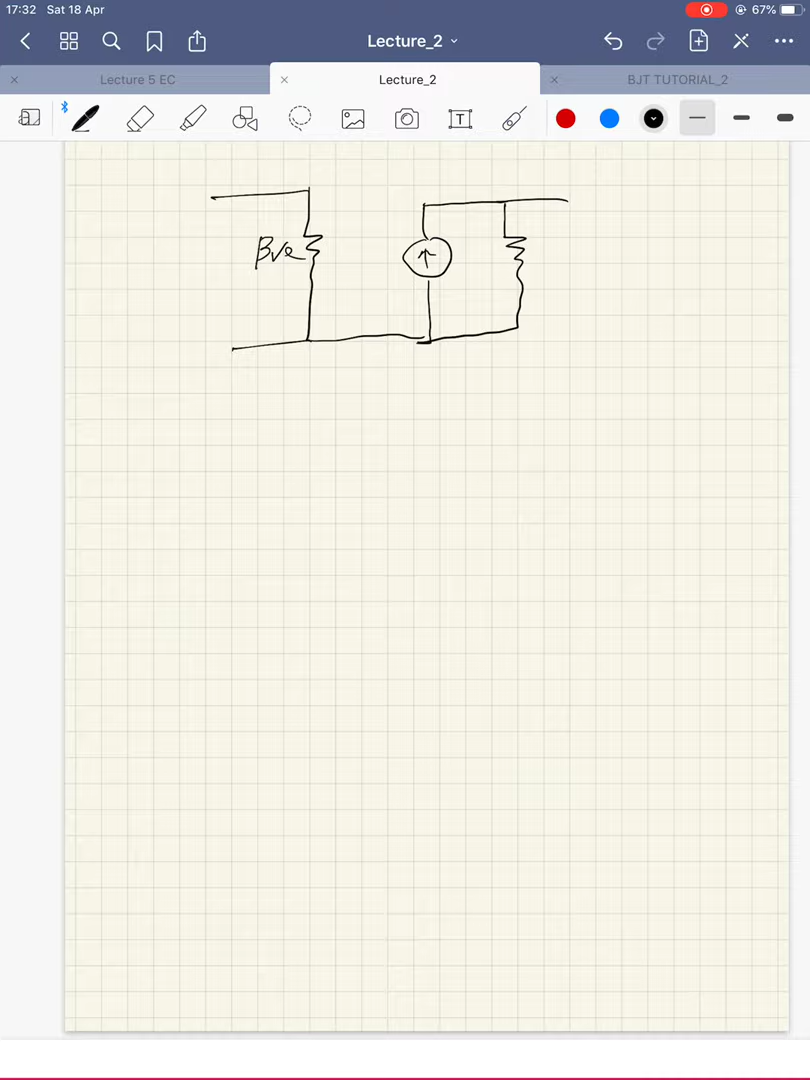 17:32 Sat 18 Apr
67%
Lecture_2
Lecture 5 EC
Lecture_2
BJT TUTORIAL_2
T
βre